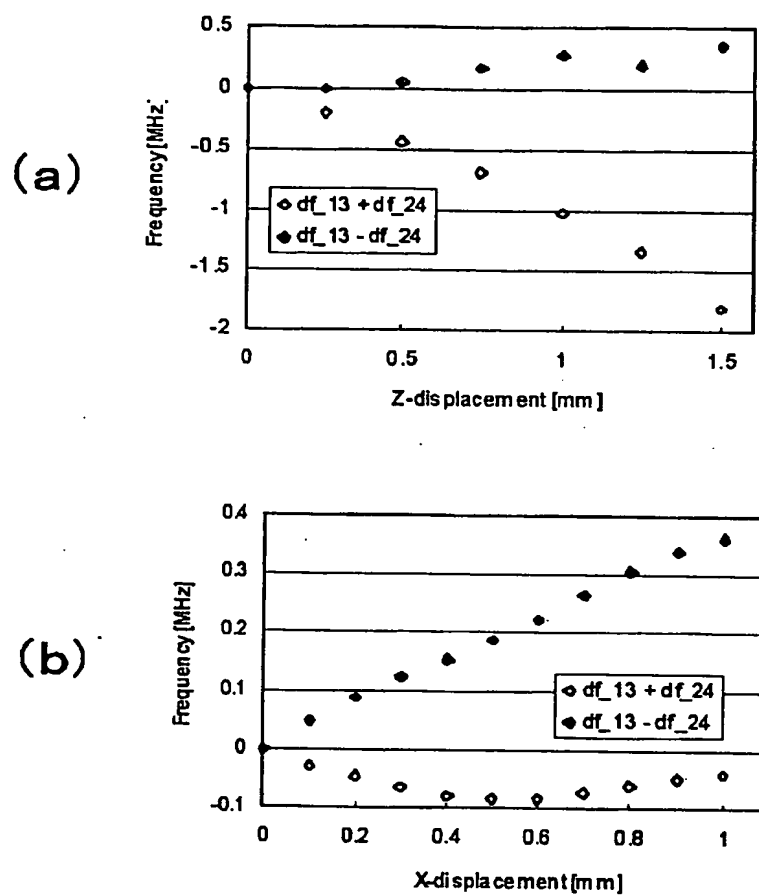 (a)
Frequency [MHz]
0.5
0
-0.5
-1
-1.5
-2
df_13 + df_24
df_13 - df_24
0
0.5
1
1.5
Z-displacement [mm]
(b)
Frequency [MHz]
0.4
0.3
0.2
0.1
0
-0.1
df_13 + df_24
df_13 - df_24
0
0.2
0.4
0.6
0.8
1
X-displacement [mm]